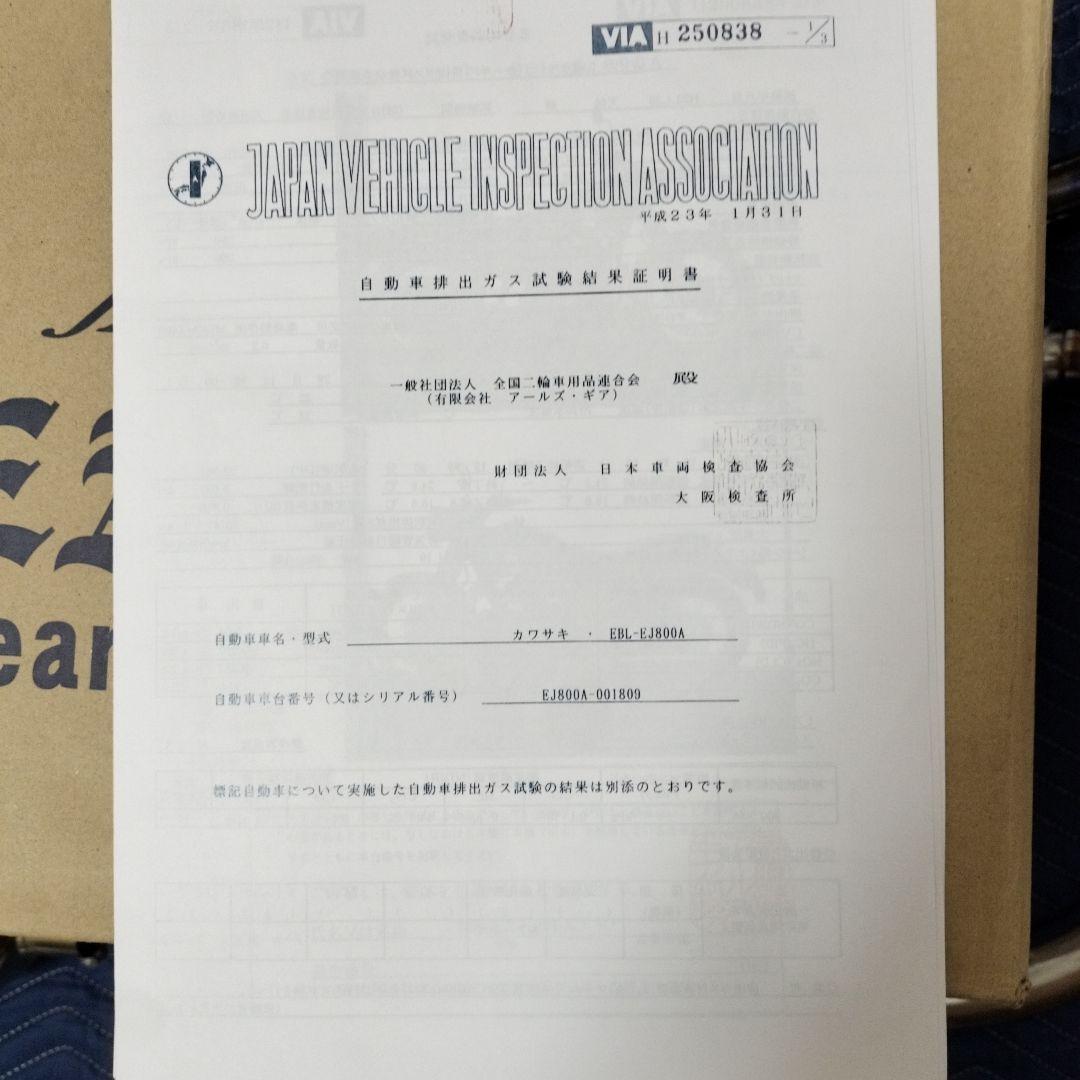 VIA H 250838 - 1/3
JAPAN VEHICLE INSPECTION ASSOCIATION
平成23年 1月31日
自動車排出ガス試験結果証明書
一般社団法人 全国二輪車用品連合会 殿
(有限会社 アールズ・ギア)
財団法人 日本車両検査協会
大阪検査所
自動車車名・型式 カワサキ ・ EBL-EJ800A
自動車車台番号(又はシリアル番号) EJ800A-001809
標記自動車について実施した自動車排出ガス試験の結果は別添のとおりです。
ear